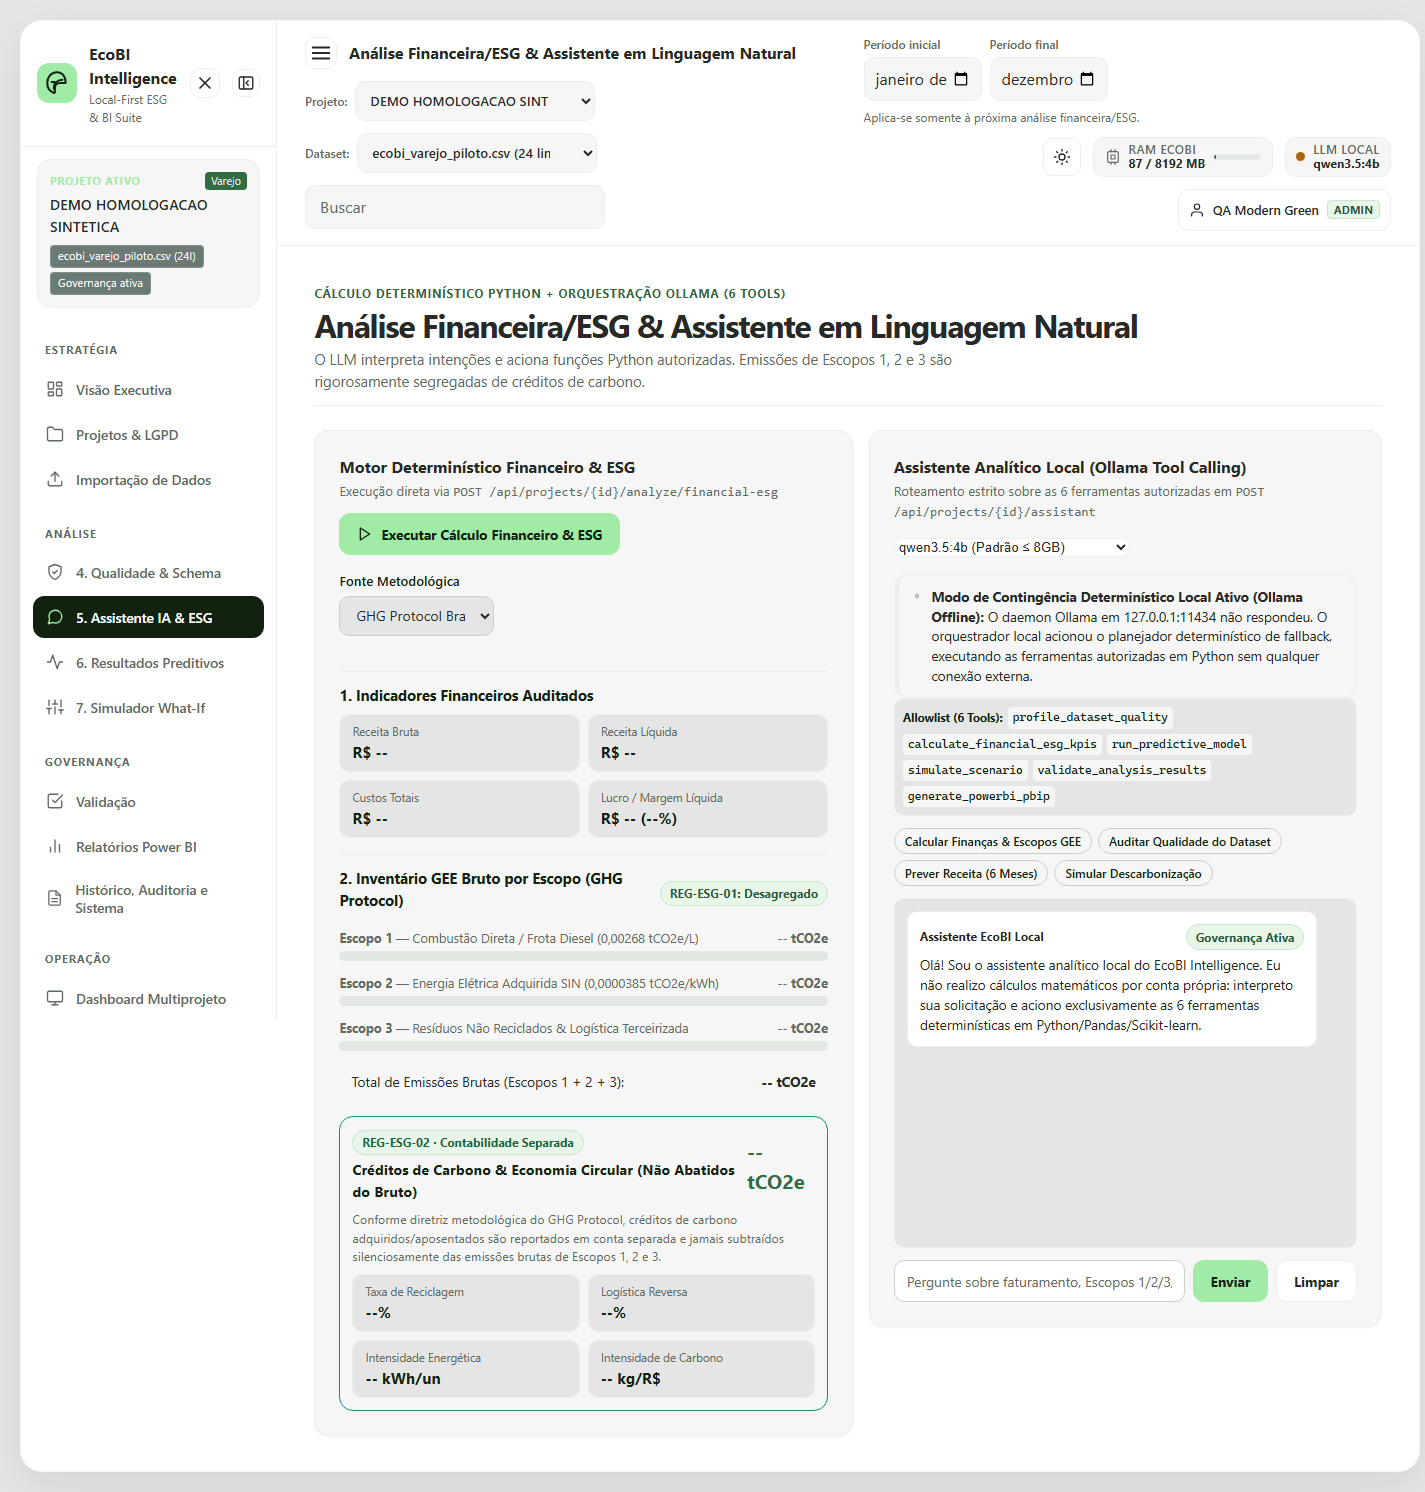 EcoBI
Intelligence
Local-First ESG
& BI Suite
PROJETO ATIVO
Varejo
DEMO HOMOLOGACAO
SINTETICA
ecobi_varejo_piloto.csv (24l)
Governança ativa
ESTRATÉGIA
Visão Executiva
Projetos & LGPD
Importação de Dados
ANÁLISE
4. Qualidade & Schema
5. Assistente IA & ESG
6. Resultados Preditivos
7. Simulador What-If
GOVERNANÇA
Validação
Relatórios Power BI
Histórico, Auditoria e
Sistema
OPERAÇÃO
Dashboard Multiprojeto
Análise Financeira/ESG & Assistente em Linguagem Natural
Projeto:
DEMO HOMOLOGACAO SINT
Dataset:
ecobi_varejo_piloto.csv (24 lin
Buscar
Período inicial
Período final
janeiro de
dezembro
Aplica-se somente à próxima análise financeira/ESG.
RAM ECOBI
87 / 8192 MB
LLM LOCAL
qwen3.5:4b
QA Modern Green
ADMIN
CÁLCULO DETERMINÍSTICO PYTHON + ORQUESTRAÇÃO OLLAMA (6 TOOLS)
Análise Financeira/ESG & Assistente em Linguagem Natural
O LLM interpreta intenções e aciona funções Python autorizadas. Emissões de Escopos 1, 2 e 3 são
rigorosamente segregadas de créditos de carbono.
Motor Determinístico Financeiro & ESG
Execução direta via POST /api/projects/{id}/analyze/financial-esg
Executar Cálculo Financeiro & ESG
Fonte Metodológica
GHG Protocol Bra
1. Indicadores Financeiros Auditados
Receita Bruta
R$ --
Receita Líquida
R$ --
Custos Totais
R$ --
Lucro / Margem Líquida
R$ -- (--%)
2. Inventário GEE Bruto por Escopo (GHG
Protocol)
REG-ESG-01: Desagregado
Escopo 1 — Combustão Direta / Frota Diesel (0,00268 tCO2e/L)
-- tCO2e
Escopo 2 — Energia Elétrica Adquirida SIN (0,0000385 tCO2e/kWh)
-- tCO2e
Escopo 3 — Resíduos Não Reciclados & Logística Terceirizada
-- tCO2e
Total de Emissões Brutas (Escopos 1 + 2 + 3):
-- tCO2e
REG-ESG-02 · Contabilidade Separada
Créditos de Carbono & Economia Circular (Não Abatidos
do Bruto)
--
tCO2e
Conforme diretriz metodológica do GHG Protocol, créditos de carbono
adquiridos/aposentados são reportados em conta separada e jamais subtraídos
silenciosamente das emissões brutas de Escopos 1, 2 e 3.
Taxa de Reciclagem
--%
Logística Reversa
--%
Intensidade Energética
-- kWh/un
Intensidade de Carbono
-- kg/R$
Assistente Analítico Local (Ollama Tool Calling)
Roteamento estrito sobre as 6 ferramentas autorizadas em POST
/api/projects/{id}/assistant
qwen3.5:4b (Padrão ≤ 8GB)
Modo de Contingência Determinístico Local Ativo (Ollama
Offline): O daemon Ollama em 127.0.0.1:11434 não respondeu. O
orquestrador local acionou o planejador determinístico de fallback,
executando as ferramentas autorizadas em Python sem qualquer
conexão externa.
Allowlist (6 Tools): profile_dataset_quality
calculate_financial_esg_kpis run_predictive_model
simulate_scenario validate_analysis_results
generate_powerbi_pbip
Calcular Finanças & Escopos GEE
Auditar Qualidade do Dataset
Prever Receita (6 Meses)
Simular Descarbonização
Assistente EcoBI Local
Governança Ativa
Olá! Sou o assistente analítico local do EcoBI Intelligence. Eu
não realizo cálculos matemáticos por conta própria: interpreto
sua solicitação e aciono exclusivamente as 6 ferramentas
determinísticas em Python/Pandas/Scikit-learn.
Pergunte sobre faturamento, Escopos 1/2/3,
Enviar
Limpar